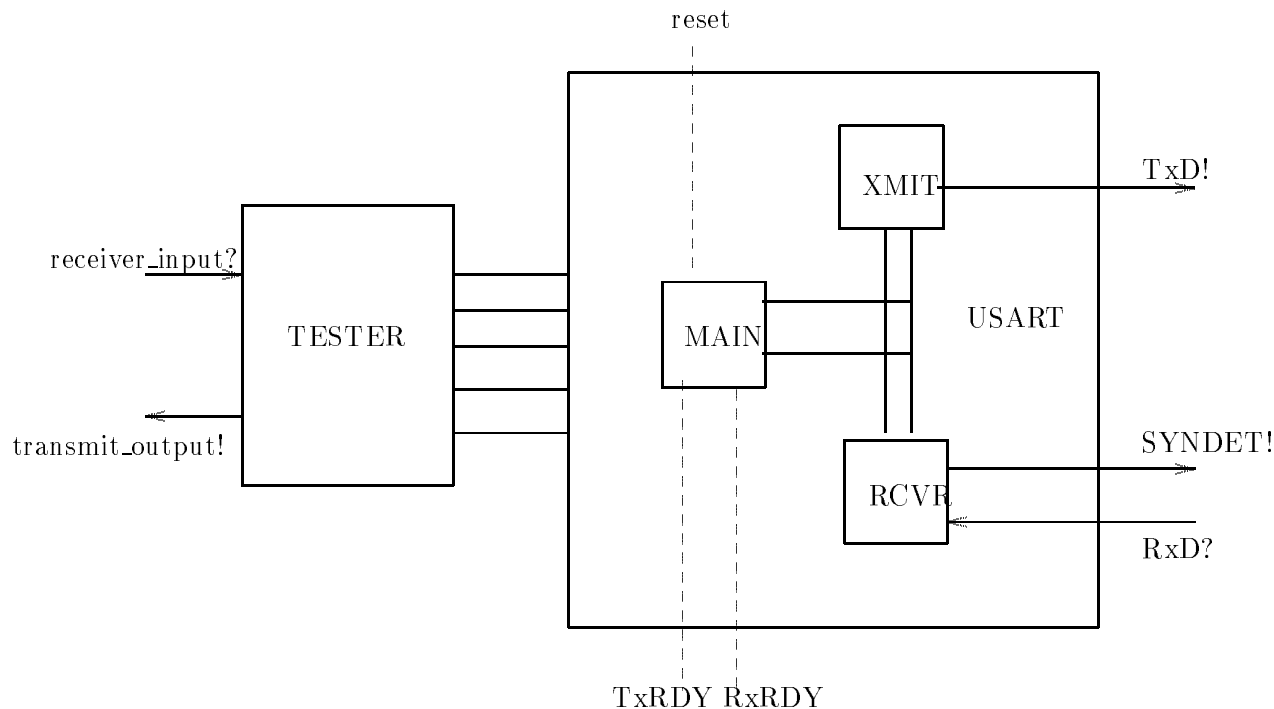 reset
TxD!
XMIT
receiver_input?
USART
TESTER
MAIN
transmit_output!
SYNDET!
RCVR
RxD?
TxRDY RxRDY